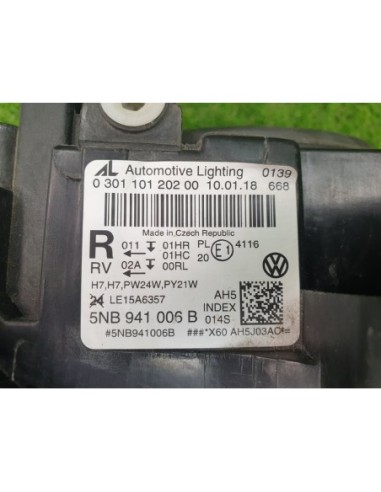 AL Automotive Lighting 0139
0 301 101 202 00 10.01.18 668
Made in Czech Republic
R 011 01HR PL E1 4116
01HC 20
RV 02A 00RL
H7,H7,PW24W,PY21W
24 LE15A6357 AH5
INDEX
5NB 941 006 B 014S
#5NB941006B ###*X60 AH5J03AC*#